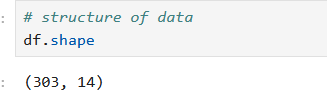 :
# structure of data
df.shape
:
(303, 14)